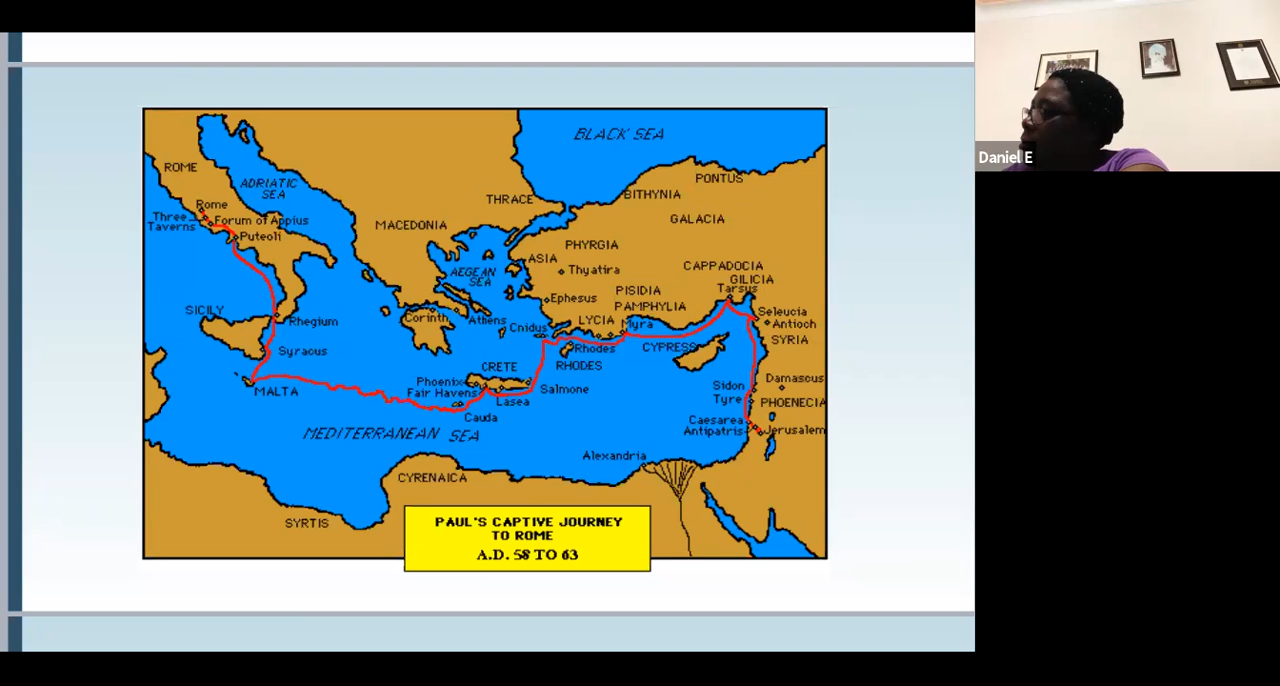 BLACK SEA
ROME
ADRIATIC
SEA
PONTUS
BITHYNIA
THRACE
Rome
Three
Taverns
Forum of Appius
Puteoli
MACEDONIA
GALACIA
PHYRGIA
ASIA
Thyatira
CAPPADOCIA
GILICIA
Tarsus
AEGEAN
SEA
PISIDIA
PAMPHYLIA
Ephesus
SICILY
Rhegium
Corinth
Athens
Cnidus
LYCIA
Myra
Seleucia
Antioch
SYRIA
Syracus
Rhodes
RHODES
CYPRESS
CRETE
MALTA
Phoenix
Fair Havens
Lasea
Salmone
Cauda
Sidon
Tyre
Damascus
PHOENECIA
Caesarea
Antipatris
Jerusalem
MEDITERRANEAN SEA
Alexandria
CYRENAICA
SYRTIS
PAUL'S CAPTIVE JOURNEY
TO ROME
A.D. 58 TO 63
Daniel E